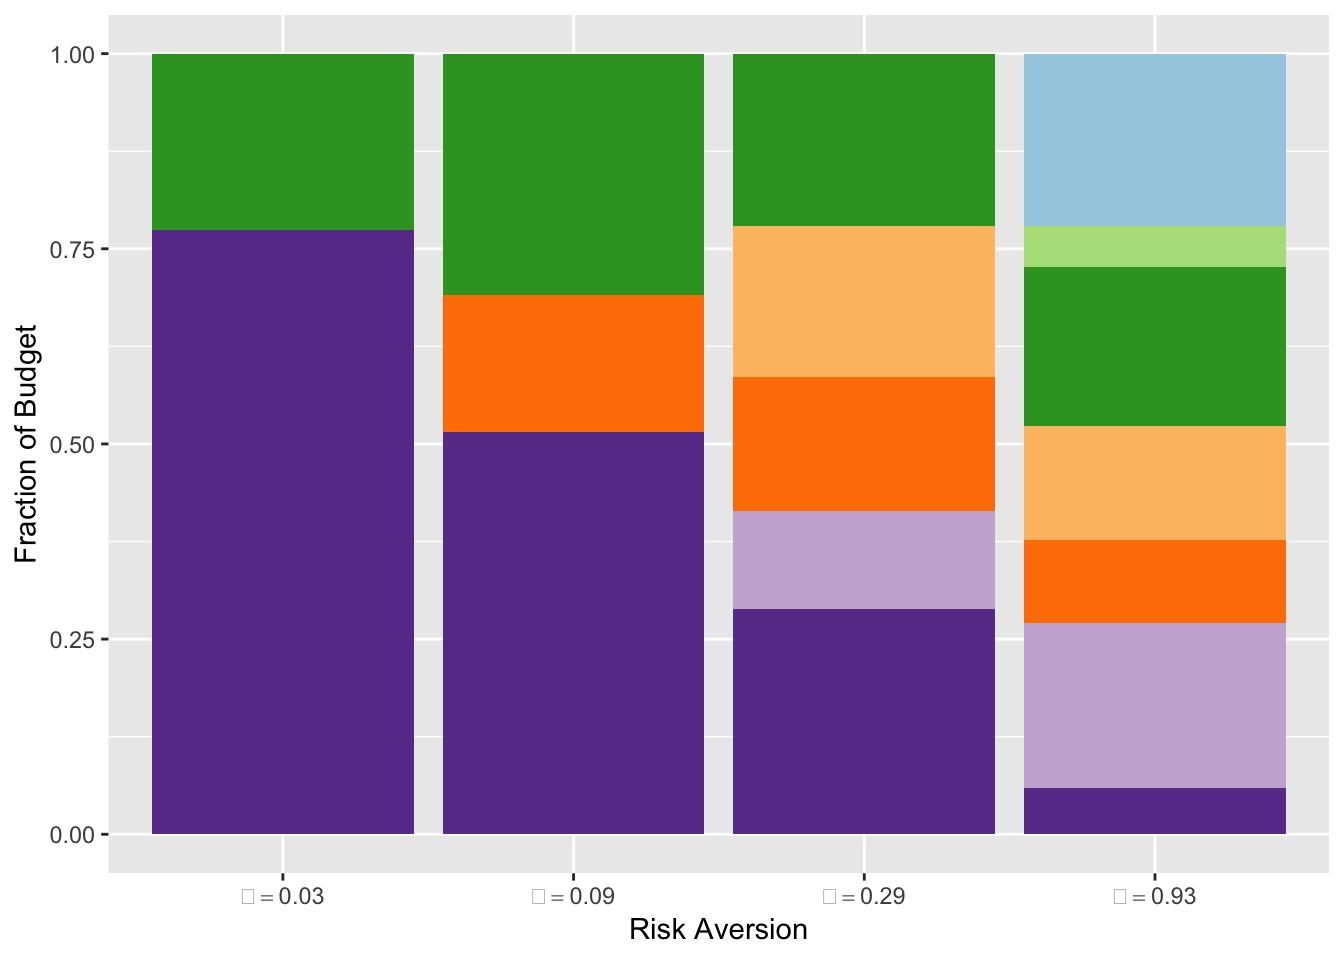 1.00
0.75
0.50
0.25
0.00
Fraction of Budget
□ = 0.03
□ = 0.09
□ = 0.29
□ = 0.93
Risk Aversion